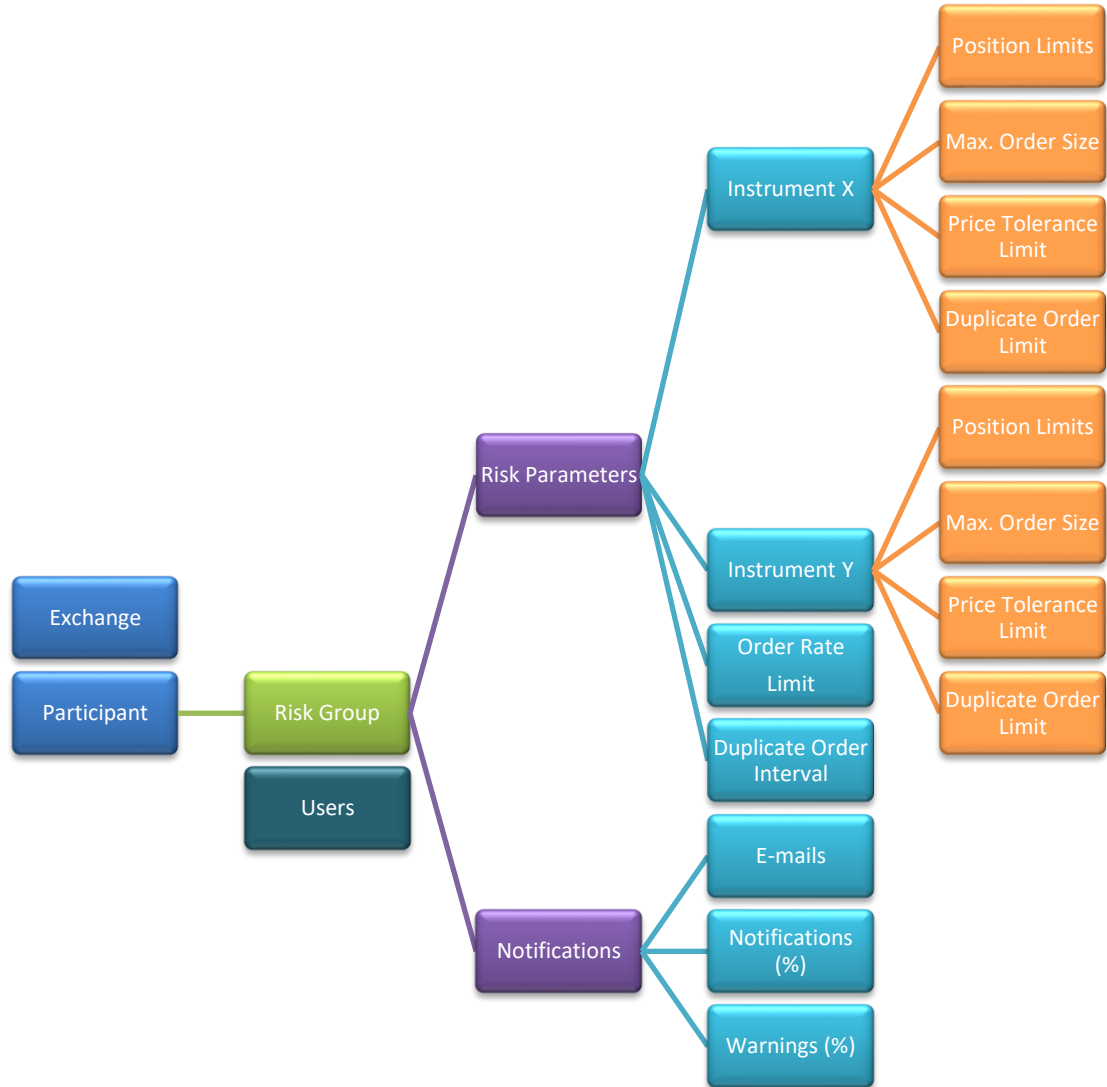 Exchange
Participant
Risk Group
Users
Risk Parameters
Notifications
Instrument X
Instrument Y
Order Rate
Limit
Duplicate Order
Interval
E-mails
Notifications
(%)
Warnings (%)
Position Limits
Max. Order Size
Price Tolerance
Limit
Duplicate Order
Limit
Position Limits
Max. Order Size
Price Tolerance
Limit
Duplicate Order
Limit